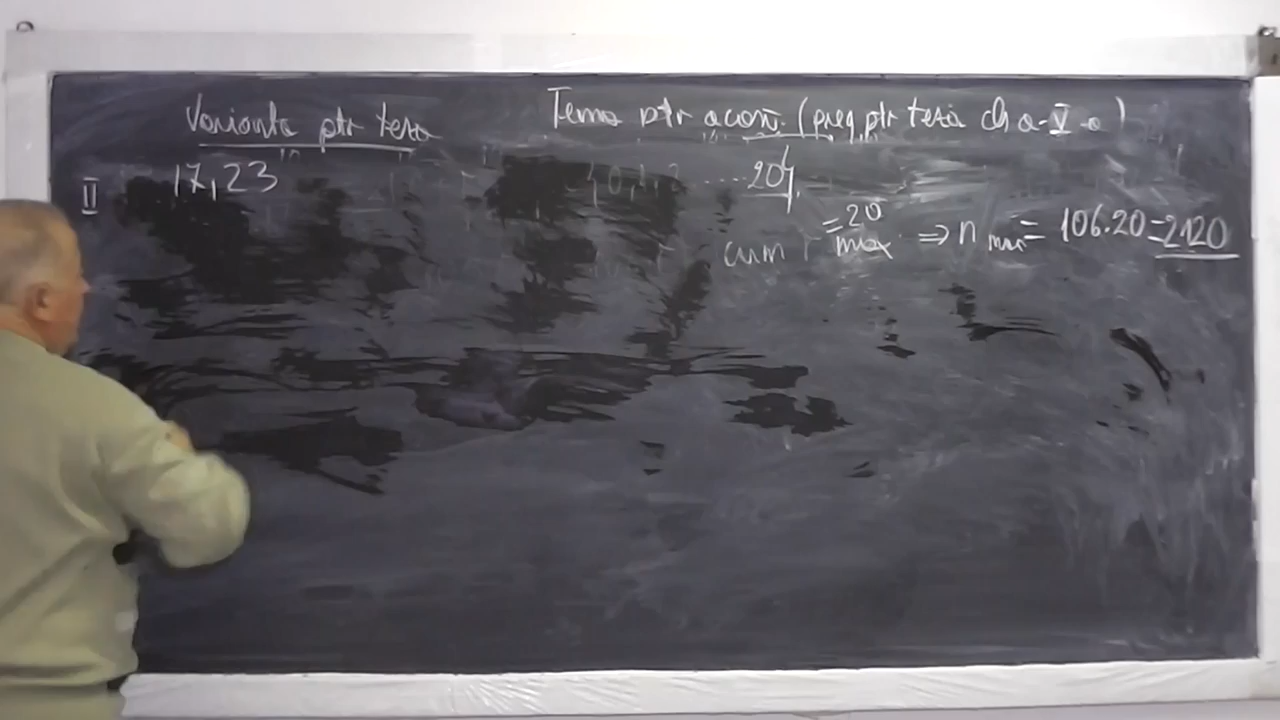 Varianta ptr teza
Tema ptr acasă (preg. ptr teză cls a-V-a)
II 17,23
.....20}
cum r max = 20 ⇒ n max = 106.20=2120